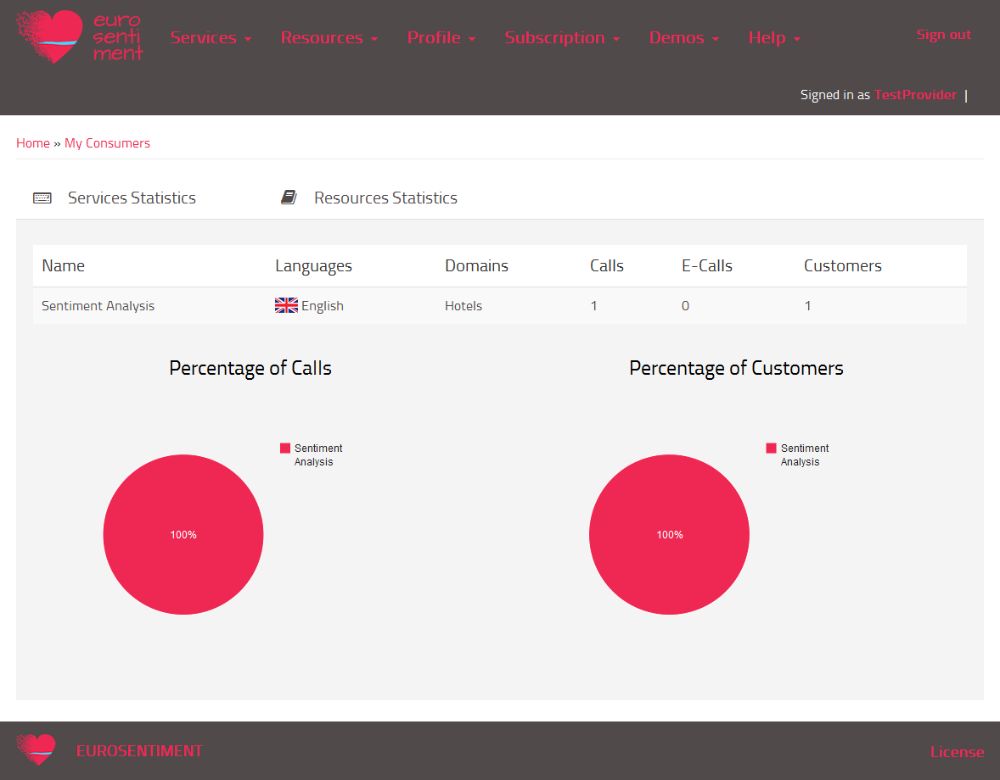 euro
senti
ment
Services Resources Profile Subscription Demos Help Sign out
Signed in as TestProvider |
Home » My Consumers
Services Statistics Resources Statistics
Name Languages Domains Calls E-Calls Customers
Sentiment Analysis English Hotels 1 0 1
Percentage of Calls Percentage of Customers
Sentiment
Analysis
100%
Sentiment
Analysis
100%
EUROSENTIMENT License